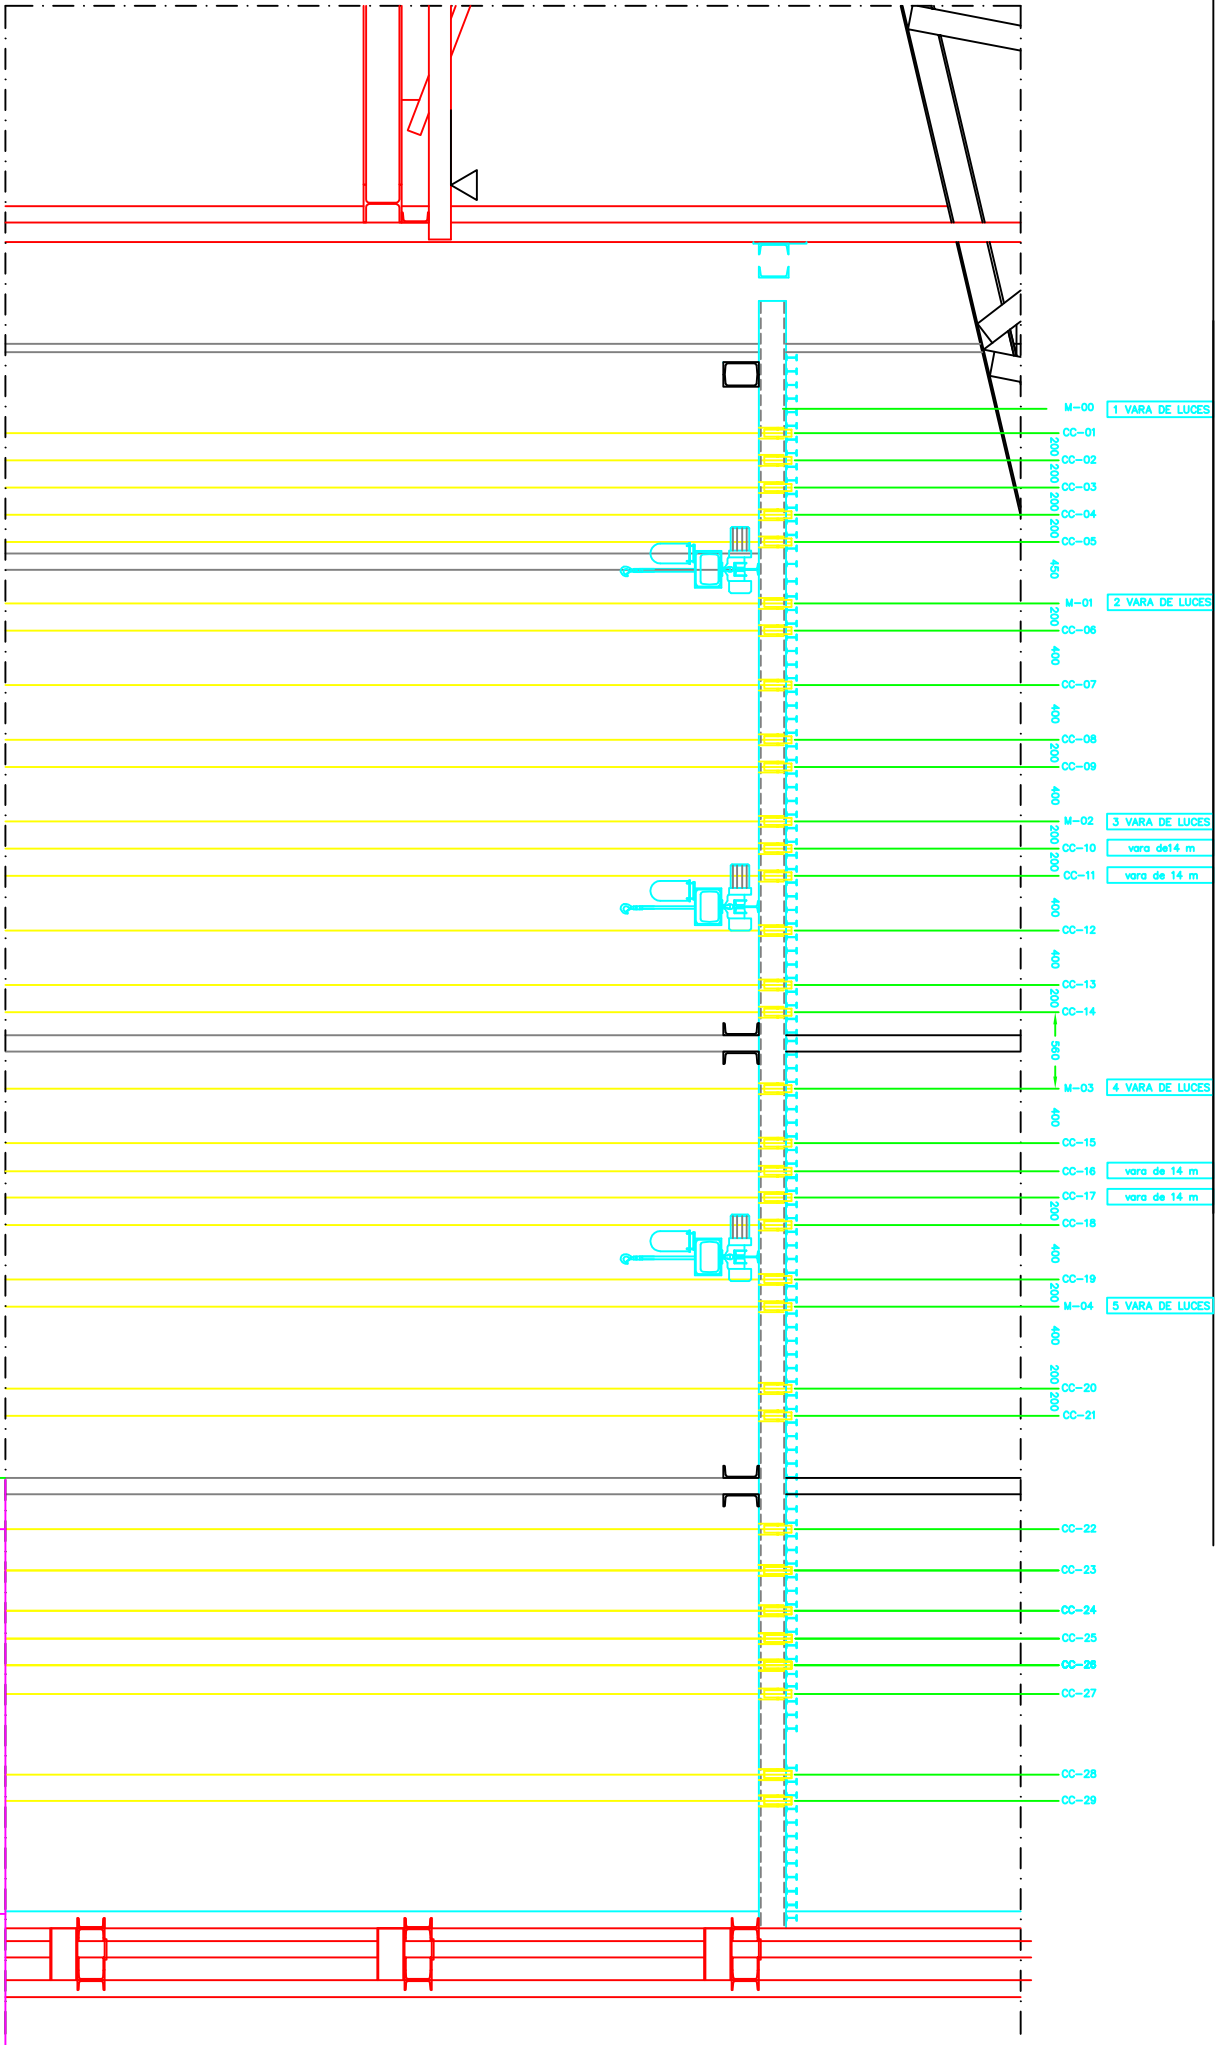 M-00 1 VARA DE LUCES
CC-01
200
CC-02
200
CC-03
200
CC-04
200
CC-05
450
M-01 2 VARA DE LUCES
200
CC-06
400
CC-07
400
CC-08
200
CC-09
400
M-02 3 VARA DE LUCES
200
CC-10 vara de14 m
200
CC-11 vara de 14 m
400
CC-12
400
CC-13
200
CC-14
560
M-03 4 VARA DE LUCES
400
CC-15
CC-16 vara de 14 m
CC-17 vara de 14 m
200
CC-18
400
CC-19
200
M-04 5 VARA DE LUCES
400
200
CC-20
200
CC-21
CC-22
CC-23
CC-24
CC-25
CC-26
CC-27
CC-28
CC-29